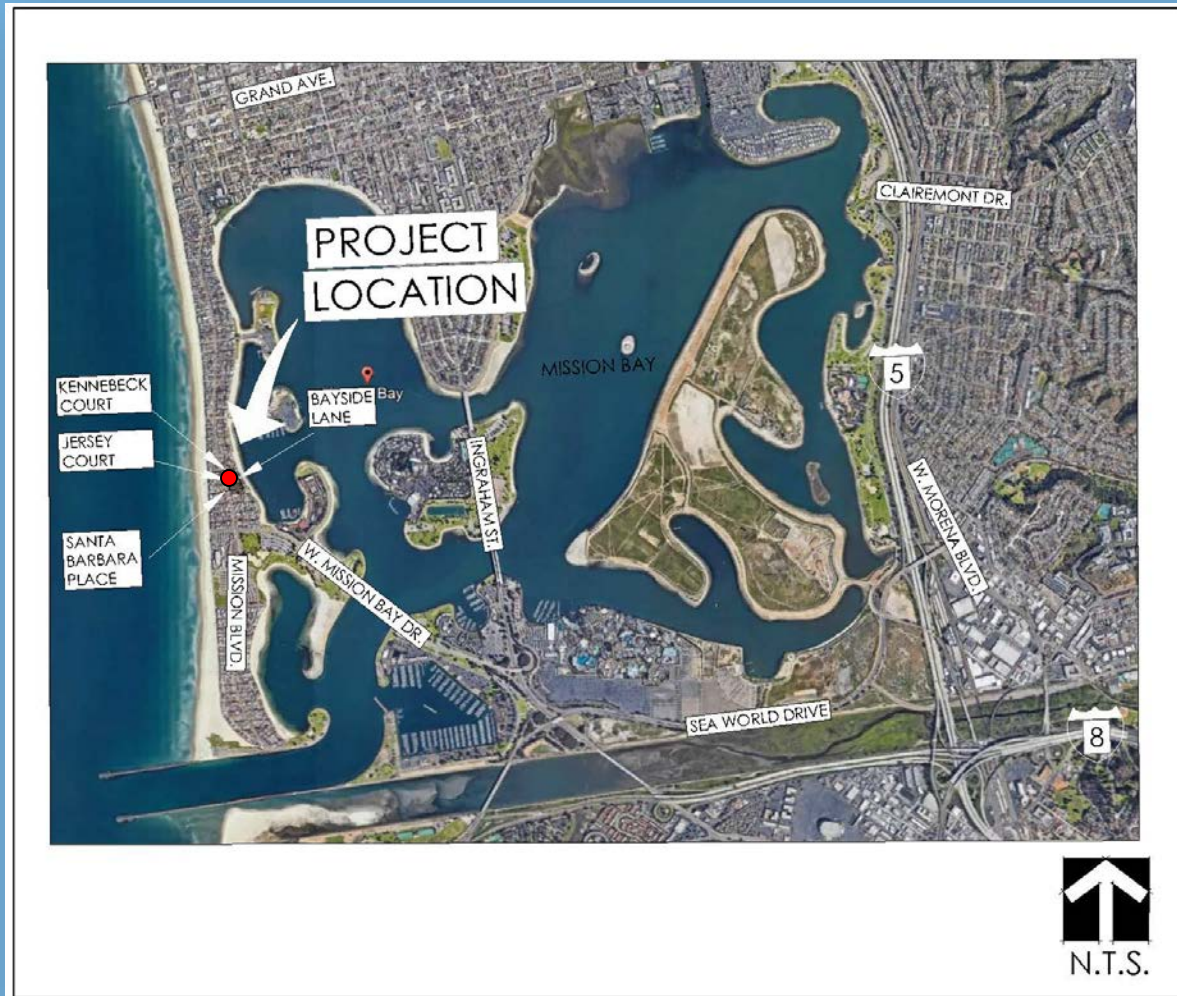 GRAND AVE.
CLAIREMONT DR.
PROJECT
LOCATION
MISSION BAY
5
KENNEBECK
COURT
BAYSIDE
LANE
Bay
JERSEY
COURT
INGRAHAM ST.
W. MORENA BLVD.
SANTA
BARBARA
PLACE
MISSION BLVD.
W. MISSION BAY DR.
SEA WORLD DRIVE
8
N.T.S.